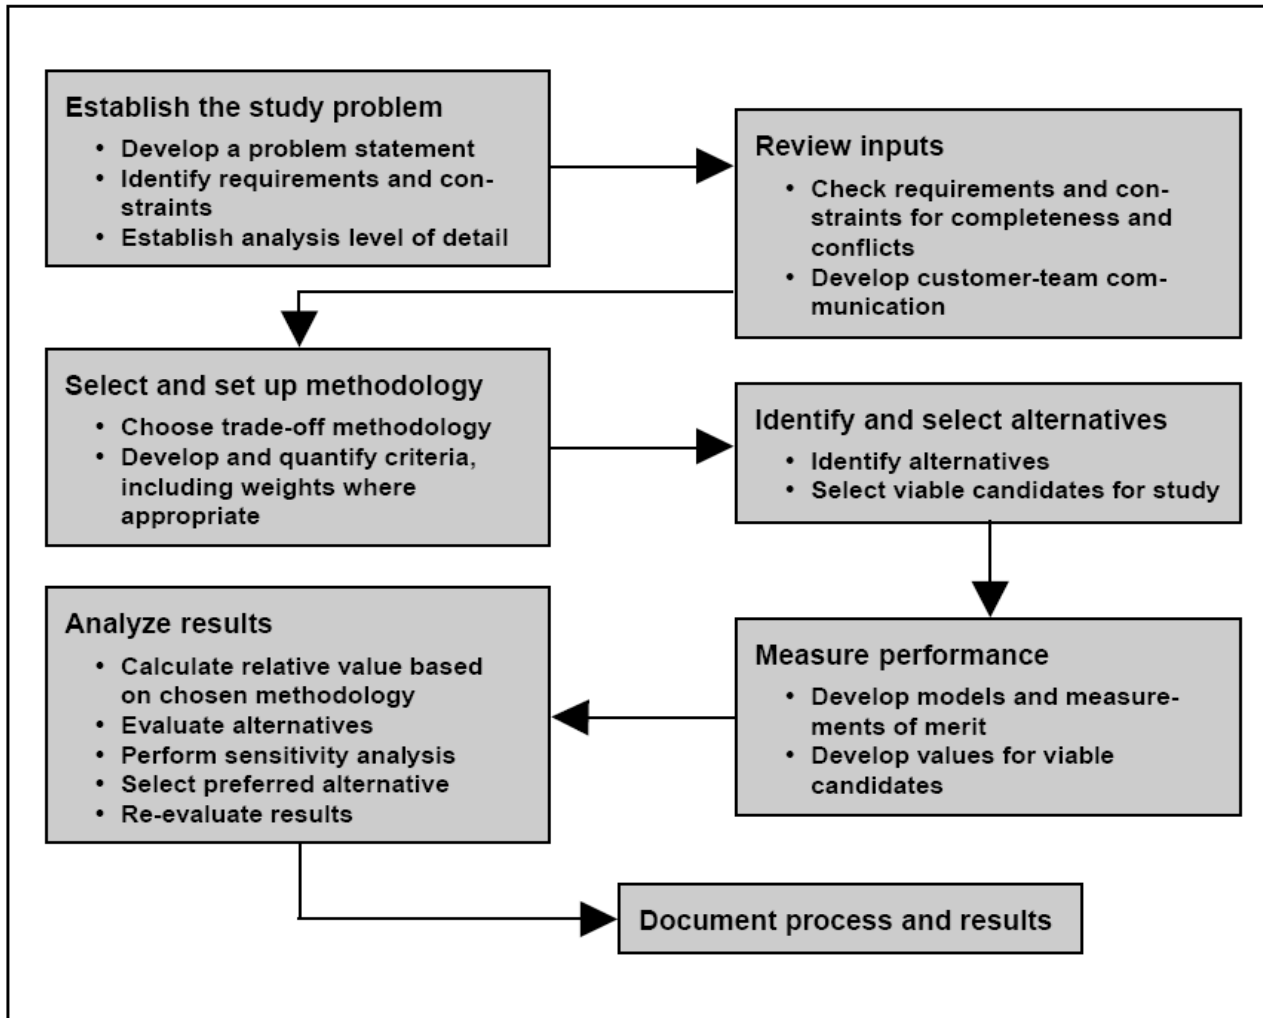 Establish the study problem
• Develop a problem statement
• Identify requirements and con-
straints
• Establish analysis level of detail
Review inputs
• Check requirements and con-
straints for completeness and
conflicts
• Develop customer-team com-
munication
Select and set up methodology
• Choose trade-off methodology
• Develop and quantify criteria,
including weights where
appropriate
Identify and select alternatives
• Identify alternatives
• Select viable candidates for study
Measure performance
• Develop models and measure-
ments of merit
• Develop values for viable
candidates
Analyze results
• Calculate relative value based
on chosen methodology
• Evaluate alternatives
• Perform sensitivity analysis
• Select preferred alternative
• Re-evaluate results
Document process and results